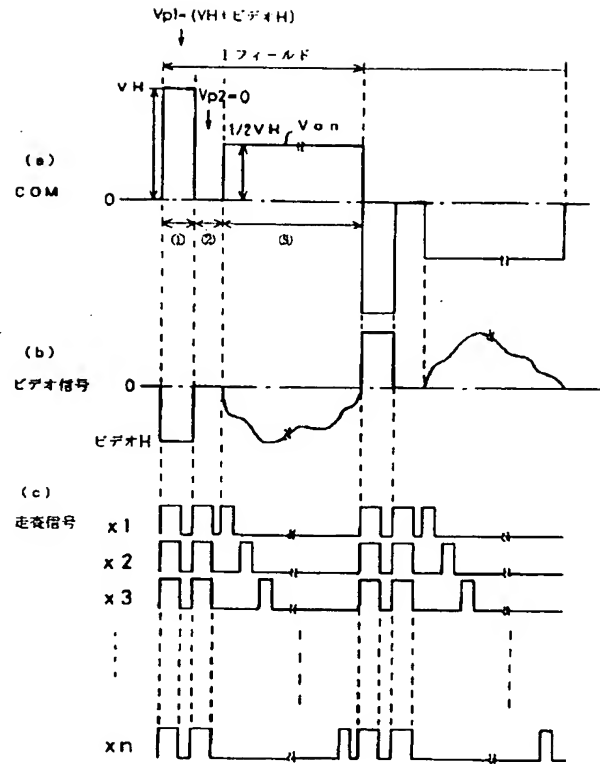 Vp1=(VH+ビデオH)
1フィールド
VH
Vp2=0
1/2VH Von
(a)
COM
0
(1) (2) (3)
(b)
ビデオ信号
0
ビデオH
(c)
走査信号
x1
x2
x3
xn